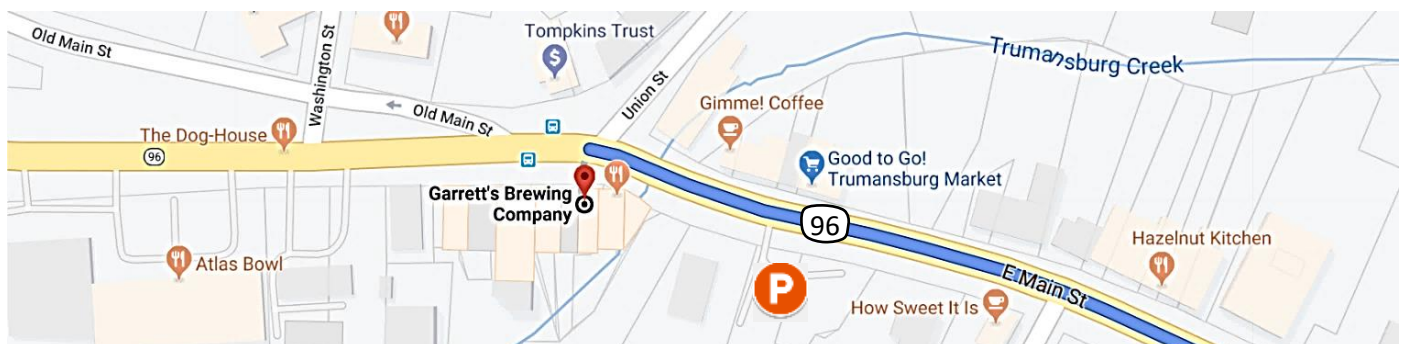 Old Main St
Washington St
Tompkins Trust
$
Union St
Trumansburg Creek
Gimme! Coffee
Old Main St
The Dog-House
96
Good to Go!
Trumansburg Market
Garrett's Brewing
Company
96
Hazelnut Kitchen
Atlas Bowl
P
E Main St
How Sweet It Is